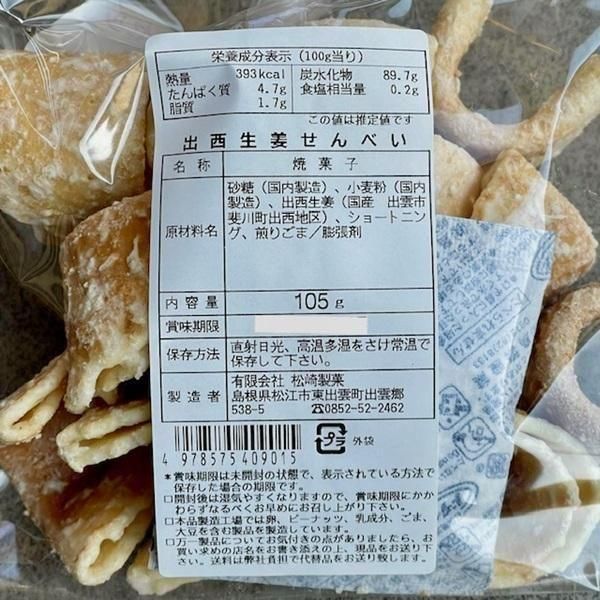 栄養成分表示（100g当り）
熱量 393kcal 炭水化物 89.7g
たんぱく質 4.7g 食塩相当量 0.2g
脂質 1.7g
この値は推定値です
出西生姜せんべい
名称 焼菓子
原材料名 砂糖（国内製造）、小麦粉（国内
製造）、出西生姜（国産 出雲市
斐川町出西地区）、ショートニン
グ、煎りごま／膨張剤
内容量 105g
賞味期限
保存方法 直射日光、高温多湿をさけ常温で
保存して下さい。
製造者 有限会社 松崎製菓
島根県松江市東出雲町出雲郷
538-5 ☎0852-52-2462
プラ 外袋
4 978575 409015
*賞味期限は未開封の状態で、表示されている方法で
保存した場合の期限です。
□開封後は湿気やすくなりますので、賞味期限にかか
わらずなるべくお早めにお召し上がり下さい。
□本品製造工場では卵、ピーナッツ、乳成分、ごま、
大豆を含む製品を製造しています。
□万一製品についてお気付きの点がありましたら、お
買い求めの店名をお書き添えの上、現品をお送り下
さい。送料は弊社負担で代替品をお送り致します。